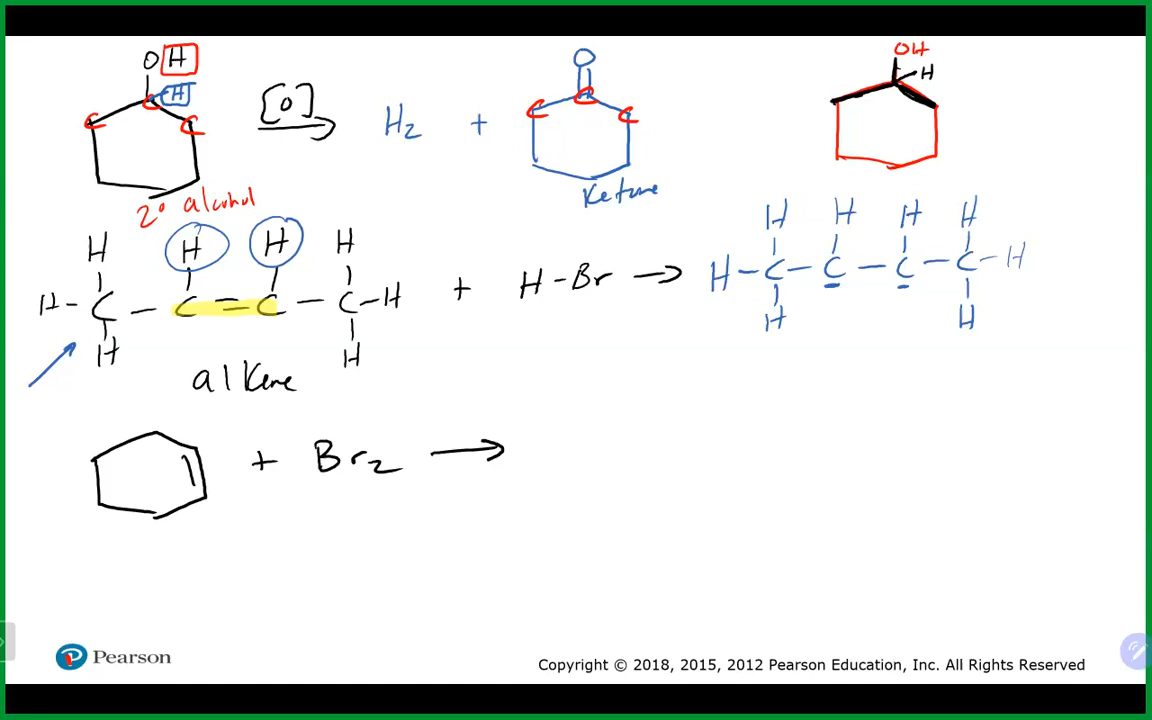 OH
H
[O]
H2 + O
C C C
C C C
OH
H
Ketone
2° alcohol
H H H H
H - C - C = C - C - H + H - Br → H - C - C - C - C - H
H H
H H H H
H H
alkene
+ Br2 →
Pearson
Copyright © 2018, 2015, 2012 Pearson Education, Inc. All Rights Reserved